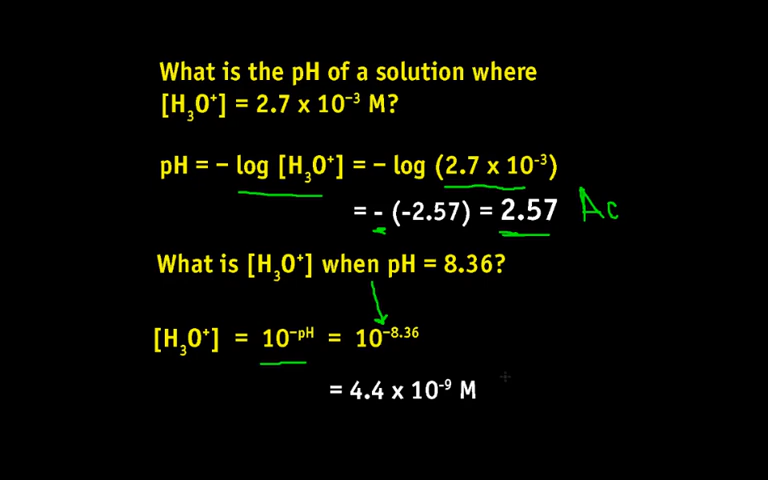 What is the pH of a solution where
[H₃O⁺] = 2.7 x 10⁻³ M?
pH = – log [H₃O⁺] = – log (2.7 x 10⁻³)
= - (-2.57) = 2.57 Ac
What is [H₃O⁺] when pH = 8.36?
[H₃O⁺] = 10⁻ᵖᴴ = 10⁻⁸·³⁶
= 4.4 x 10⁻⁹ M